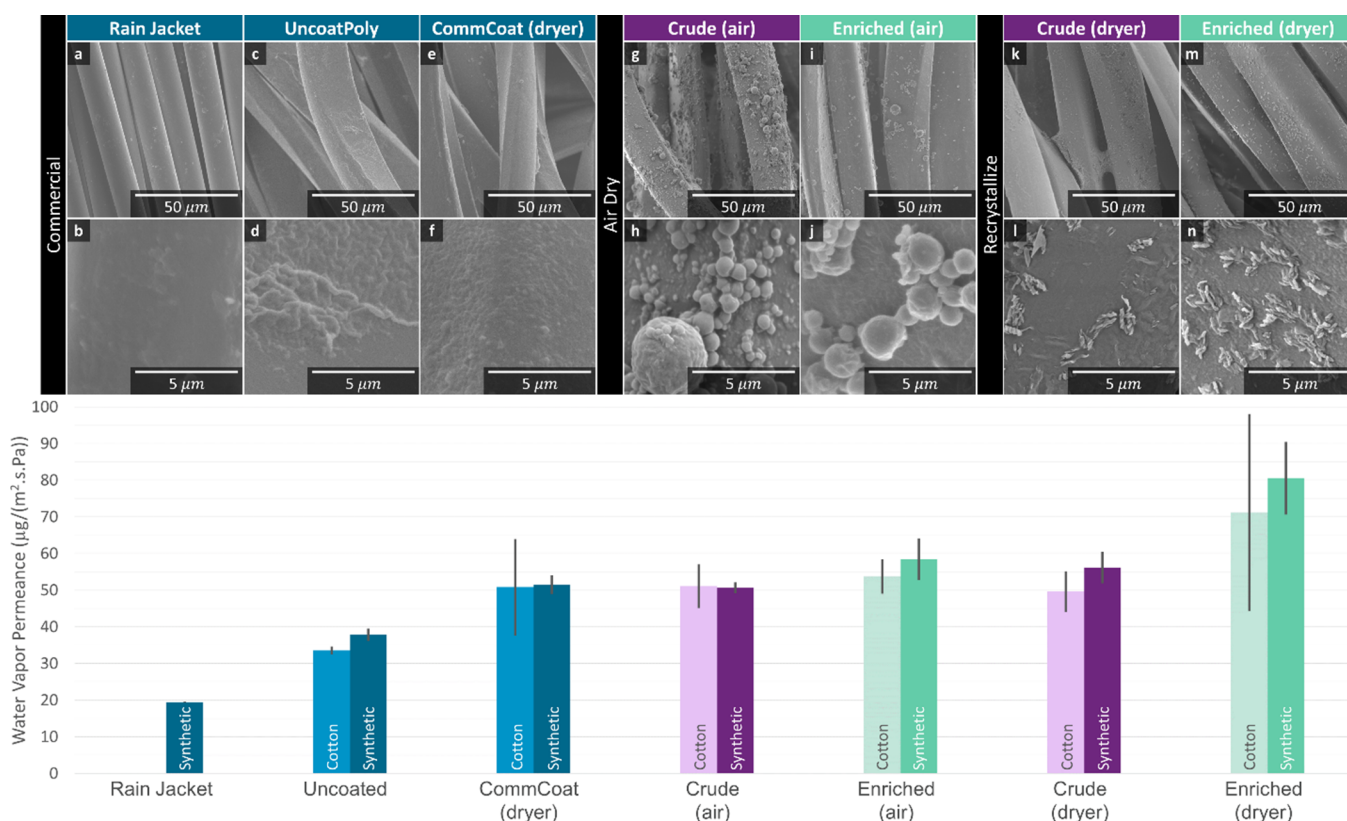 Rain Jacket UncoatPoly CommCoat (dryer) Crude (air) Enriched (air) Crude (dryer) Enriched (dryer)
a c e g i k m
50 μm 50 μm 50 μm 50 μm 50 μm 50 μm 50 μm
Commercial
Air Dry
Recrystallize
b d f h j l n
5 μm 5 μm 5 μm 5 μm 5 μm 5 μm 5 μm
Water Vapor Permeance (μg/(m².s.Pa))
100
90
80
70
60
50
40
30
20
10
0
Synthetic
Cotton Synthetic
Cotton Synthetic
Cotton Synthetic
Cotton Synthetic
Cotton Synthetic
Cotton Synthetic
Rain Jacket
Uncoated
CommCoat
(dryer)
Crude
(air)
Enriched
(air)
Crude
(dryer)
Enriched
(dryer)